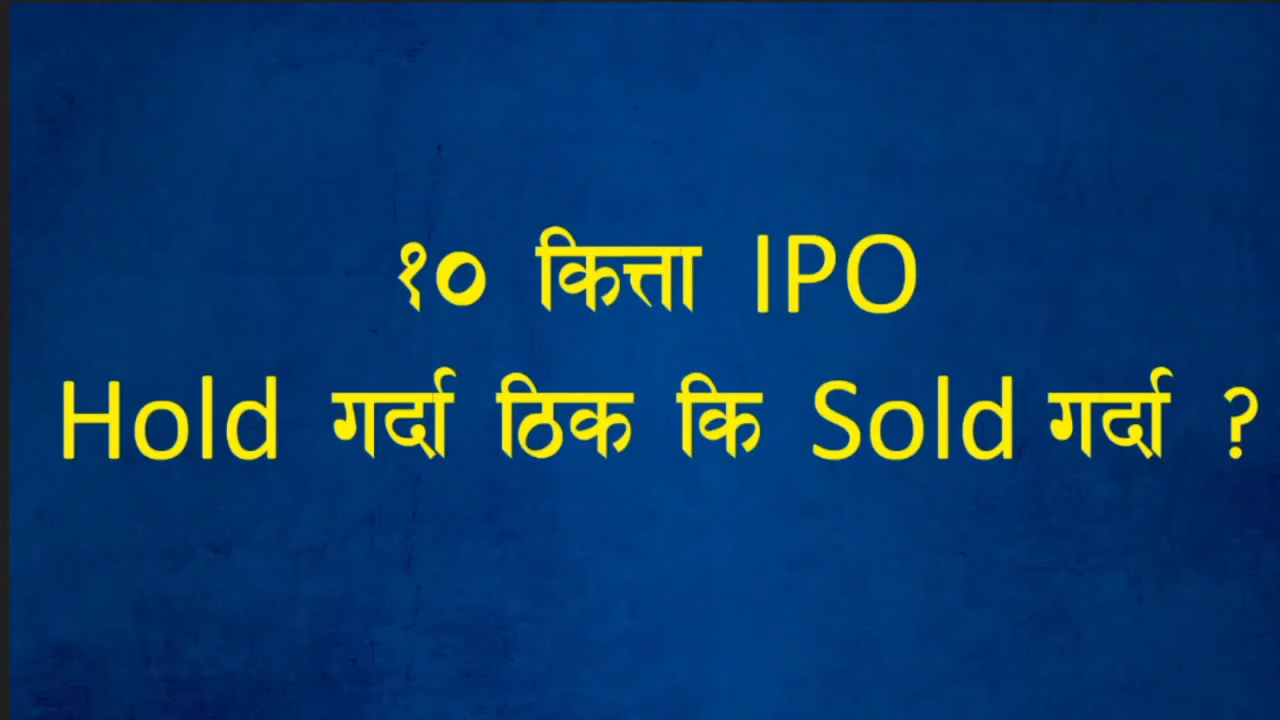 १० कित्ता IPO
Hold गर्दा ठिक कि Sold गर्दा ?